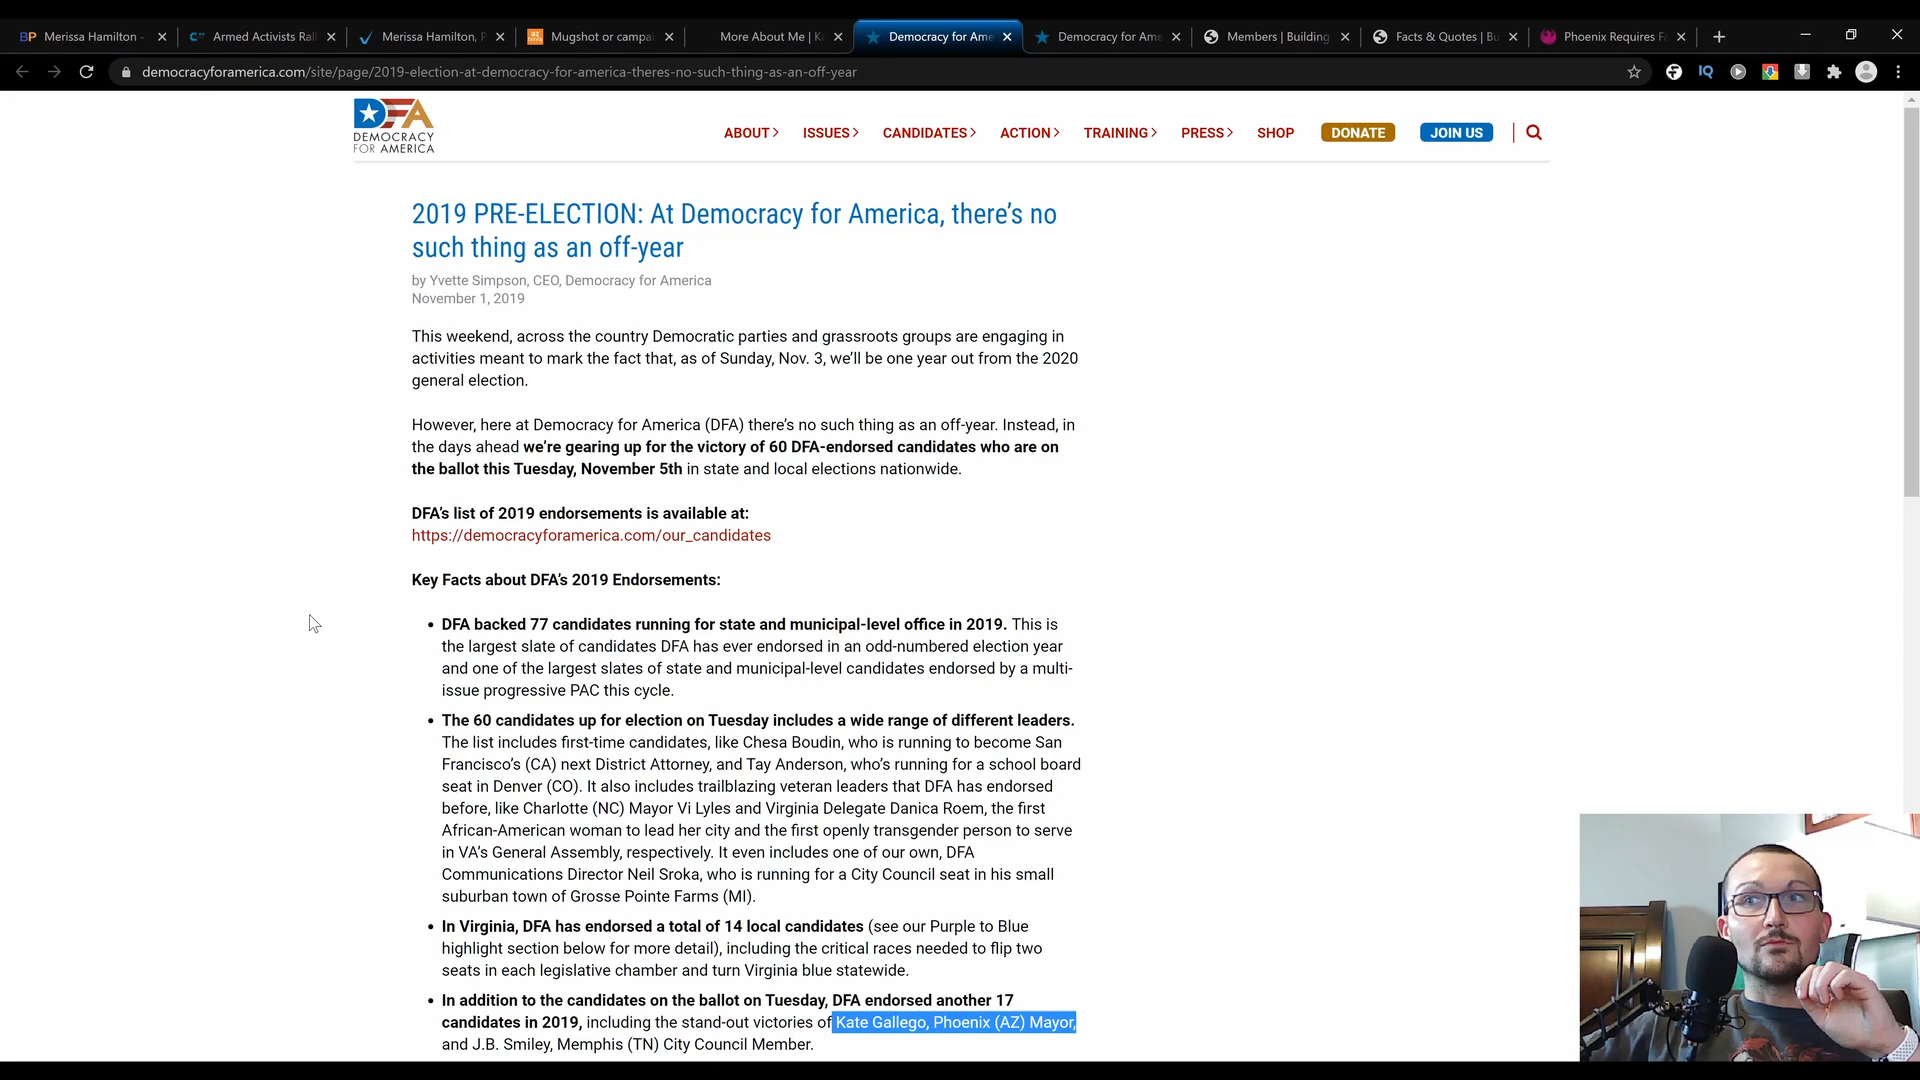 BP Merissa Hamilton -
Armed Activists Rall
Merissa Hamilton, P
az
Mugshot or campa
More About Me | Ka
Democracy for Ame
Democracy for Ame
Members | Building
Facts & Quotes | Bu
Phoenix Requires Fa
democracyforamerica.com/site/page/2019-election-at-democracy-for-america-theres-no-such-thing-as-an-off-year
IQ
DFA
DEMOCRACY
FOR AMERICA
ABOUT ISSUES CANDIDATES ACTION TRAINING PRESS SHOP DONATE JOIN US
2019 PRE-ELECTION: At Democracy for America, there's no
such thing as an off-year
by Yvette Simpson, CEO, Democracy for America
November 1, 2019
This weekend, across the country Democratic parties and grassroots groups are engaging in
activities meant to mark the fact that, as of Sunday, Nov. 3, we'll be one year out from the 2020
general election.
However, here at Democracy for America (DFA) there's no such thing as an off-year. Instead, in
the days ahead we're gearing up for the victory of 60 DFA-endorsed candidates who are on
the ballot this Tuesday, November 5th in state and local elections nationwide.
DFA's list of 2019 endorsements is available at:
https://democracyforamerica.com/our_candidates
Key Facts about DFA's 2019 Endorsements:
• DFA backed 77 candidates running for state and municipal-level office in 2019. This is
the largest slate of candidates DFA has ever endorsed in an odd-numbered election year
and one of the largest slates of state and municipal-level candidates endorsed by a multi-
issue progressive PAC this cycle.
• The 60 candidates up for election on Tuesday includes a wide range of different leaders.
The list includes first-time candidates, like Chesa Boudin, who is running to become San
Francisco's (CA) next District Attorney, and Tay Anderson, who's running for a school board
seat in Denver (CO). It also includes trailblazing veteran leaders that DFA has endorsed
before, like Charlotte (NC) Mayor Vi Lyles and Virginia Delegate Danica Roem, the first
African-American woman to lead her city and the first openly transgender person to serve
in VA's General Assembly, respectively. It even includes one of our own, DFA
Communications Director Neil Sroka, who is running for a City Council seat in his small
suburban town of Grosse Pointe Farms (MI).
• In Virginia, DFA has endorsed a total of 14 local candidates (see our Purple to Blue
highlight section below for more detail), including the critical races needed to flip two
seats in each legislative chamber and turn Virginia blue statewide.
• In addition to the candidates on the ballot on Tuesday, DFA endorsed another 17
candidates in 2019, including the stand-out victories of Kate Gallego, Phoenix (AZ) Mayor,
and J.B. Smiley, Memphis (TN) City Council Member.